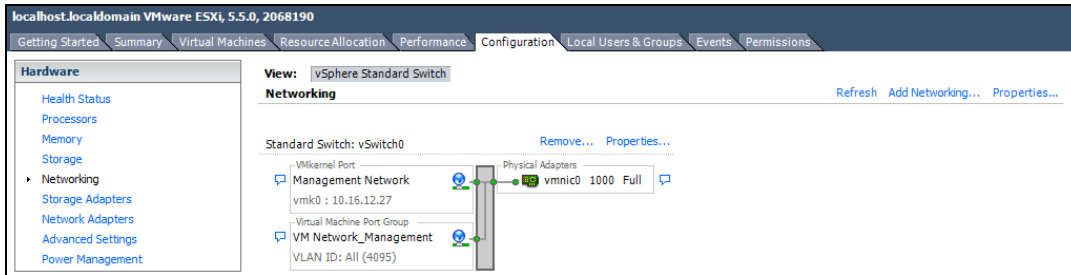 localhost.localdomain VMware ESXi, 5.5.0, 2068190
Getting Started Summary Virtual Machines Resource Allocation Performance Configuration Local Users & Groups Events Permissions
Hardware
Health Status
Processors
Memory
Storage
Networking
Storage Adapters
Network Adapters
Advanced Settings
Power Management
View: vSphere Standard Switch
Networking
Refresh Add Networking... Properties...
Standard Switch: vSwitch0 Remove... Properties...
VMkernel Port
Management Network
vmk0 : 10.16.12.27
Virtual Machine Port Group
VM Network_Management
VLAN ID: All (4095)
Physical Adapters
vmnic0 1000 Full